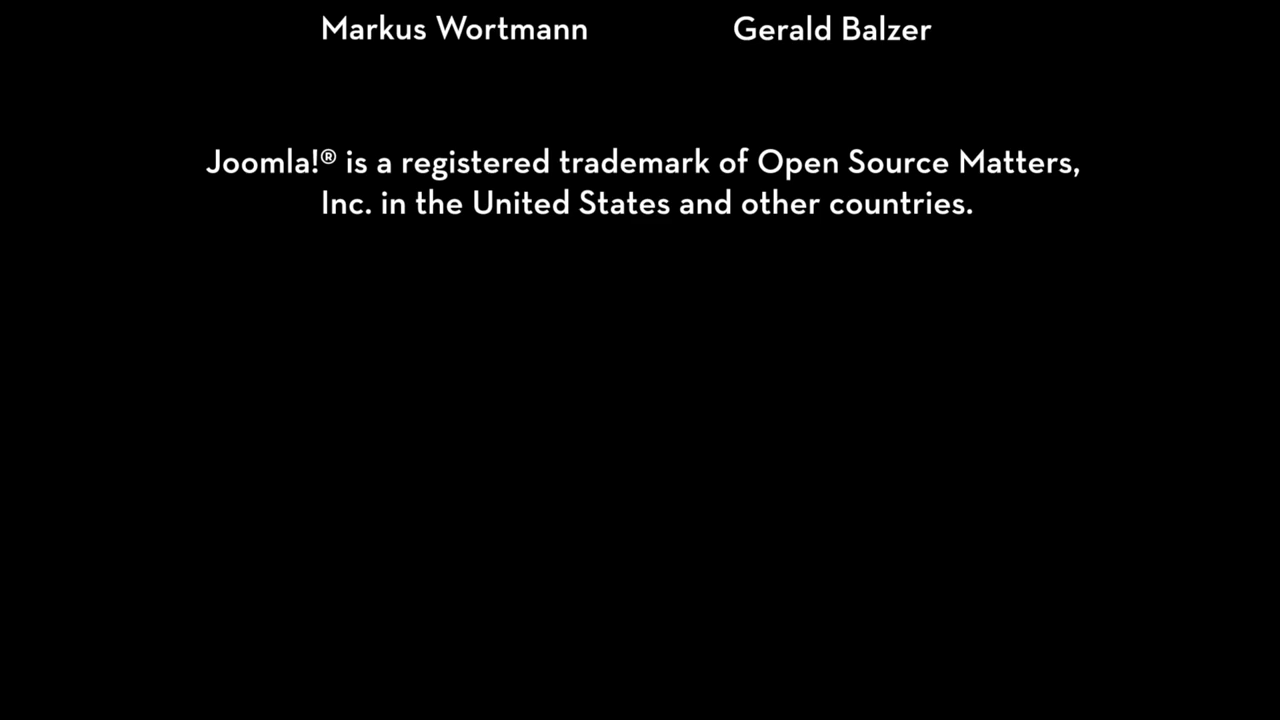 Markus Wortmann Gerald Balzer
Joomla!® is a registered trademark of Open Source Matters,
Inc. in the United States and other countries.